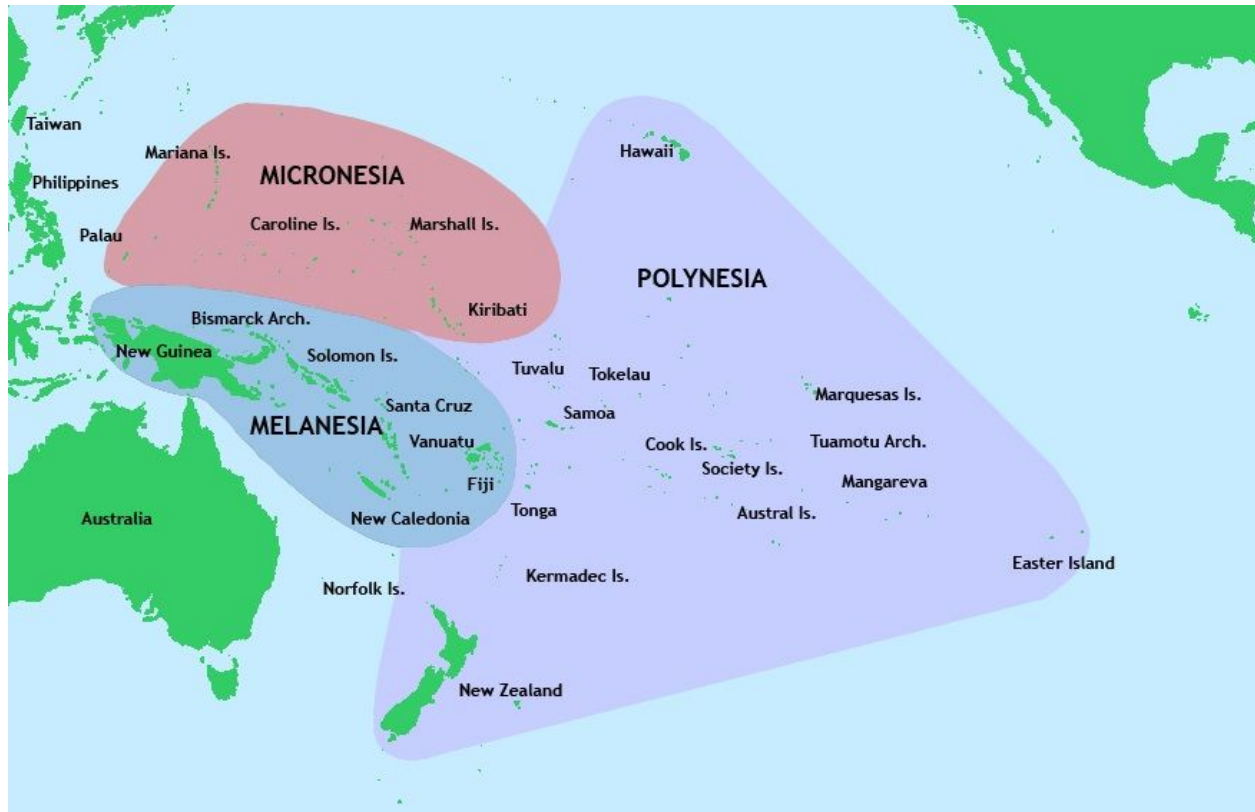 Taiwan
Mariana Is.
Hawaii
MICRONESIA
Philippines
Caroline Is.
Marshall Is.
Palau
POLYNESIA
Kiribati
Bismarck Arch.
New Guinea
Solomon Is.
Tuvalu
Tokelau
Santa Cruz
Samoa
Marquesas Is.
MELANESIA
Vanuatu
Cook Is.
Tuamotu Arch.
Society Is.
Fiji
Mangareva
Australia
New Caledonia
Tonga
Austral Is.
Easter Island
Norfolk Is.
Kermadec Is.
New Zealand